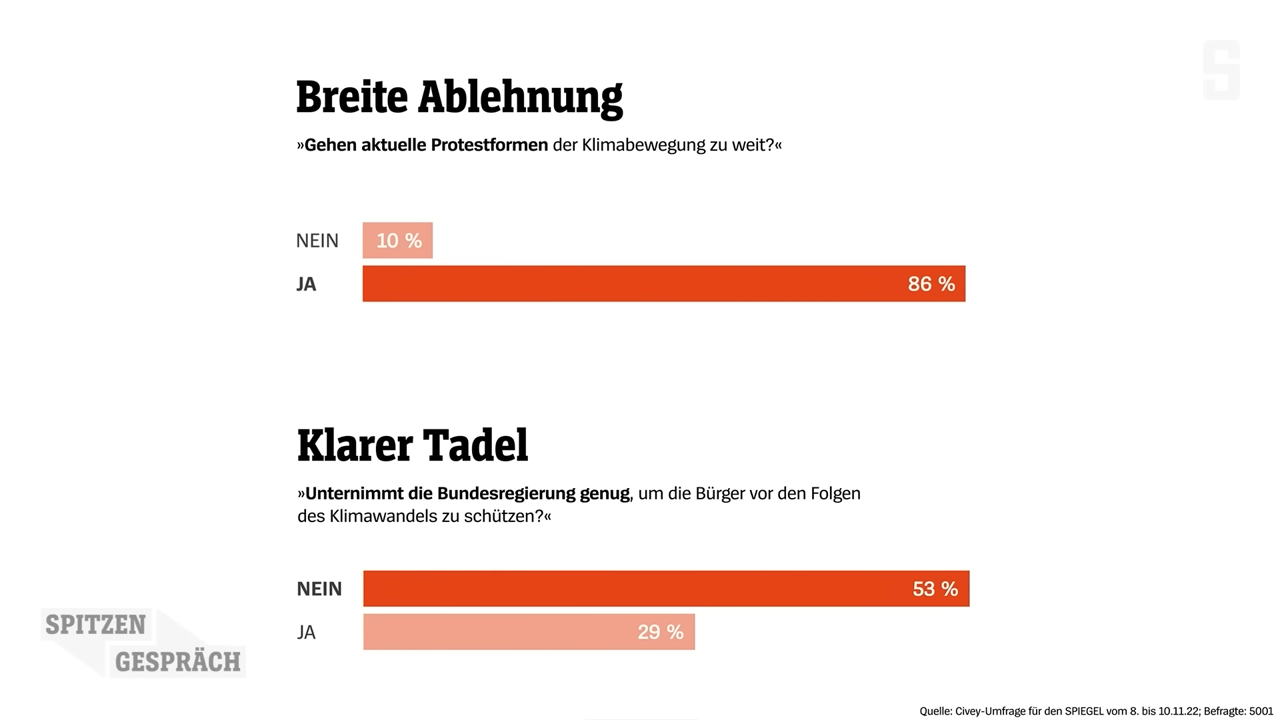 S
Breite Ablehnung
»Gehen aktuelle Protestformen der Klimabewegung zu weit?«
NEIN 10 %
JA 86 %
Klarer Tadel
»Unternimmt die Bundesregierung genug, um die Bürger vor den Folgen
des Klimawandels zu schützen?«
NEIN 53 %
JA 29 %
SPITZEN
GESPRÄCH
Quelle: Civey-Umfrage für den SPIEGEL vom 8. bis 10.11.22; Befragte: 5001